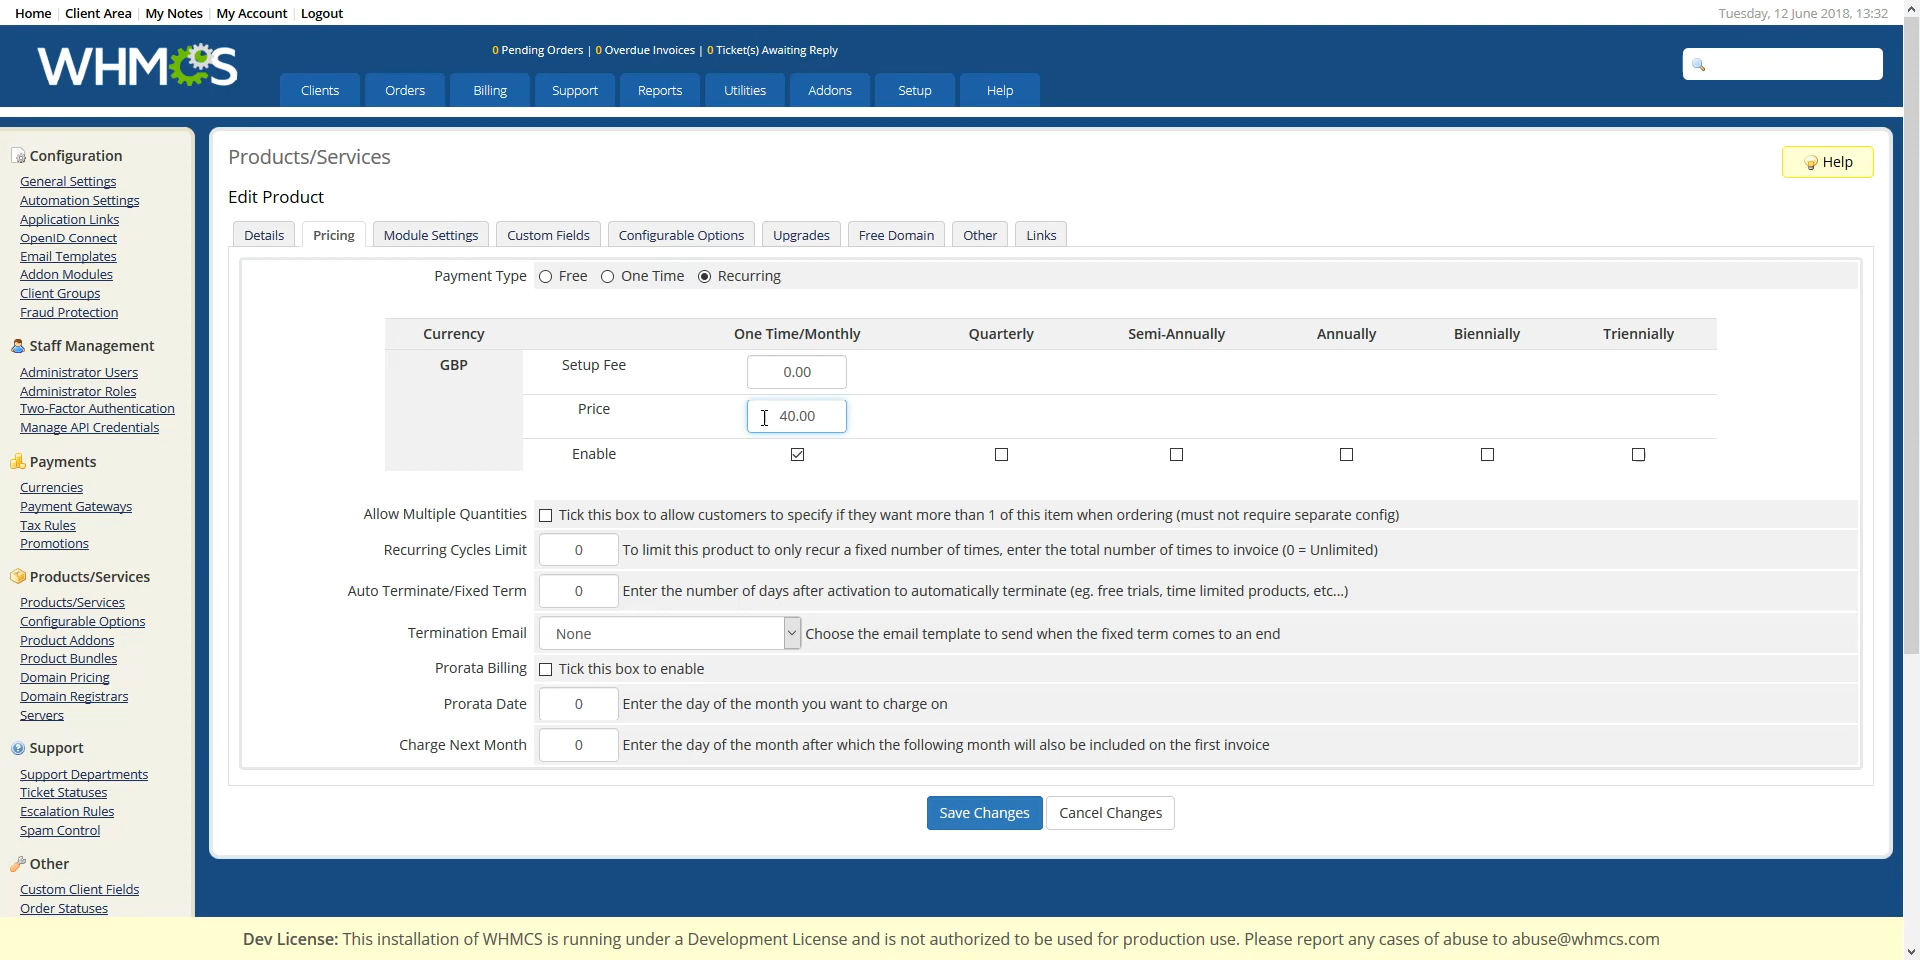 Home | Client Area | My Notes | My Account | Logout
Tuesday, 12 June 2018, 13:32
WHMCS
0 Pending Orders | 0 Overdue Invoices | 0 Ticket(s) Awaiting Reply
Clients Orders Billing Support Reports Utilities Addons Setup Help
Configuration
General Settings
Automation Settings
Application Links
OpenID Connect
Email Templates
Addon Modules
Client Groups
Fraud Protection
Staff Management
Administrator Users
Administrator Roles
Two-Factor Authentication
Manage API Credentials
Payments
Currencies
Payment Gateways
Tax Rules
Promotions
Products/Services
Products/Services
Configurable Options
Product Addons
Product Bundles
Domain Pricing
Domain Registrars
Servers
Support
Support Departments
Ticket Statuses
Escalation Rules
Spam Control
Other
Custom Client Fields
Order Statuses
Products/Services
Help
Edit Product
Details Pricing Module Settings Custom Fields Configurable Options Upgrades Free Domain Other Links
Payment Type Free One Time Recurring
Currency One Time/Monthly Quarterly Semi-Annually Annually Biennially Triennially
GBP Setup Fee 0.00
Price 40.00
Enable
Allow Multiple Quantities Tick this box to allow customers to specify if they want more than 1 of this item when ordering (must not require separate config)
Recurring Cycles Limit 0 To limit this product to only recur a fixed number of times, enter the total number of times to invoice (0 = Unlimited)
Auto Terminate/Fixed Term 0 Enter the number of days after activation to automatically terminate (eg. free trials, time limited products, etc...)
Termination Email None Choose the email template to send when the fixed term comes to an end
Prorata Billing Tick this box to enable
Prorata Date 0 Enter the day of the month you want to charge on
Charge Next Month 0 Enter the day of the month after which the following month will also be included on the first invoice
Save Changes Cancel Changes
Dev License: This installation of WHMCS is running under a Development License and is not authorized to be used for production use. Please report any cases of abuse to abuse@whmcs.com